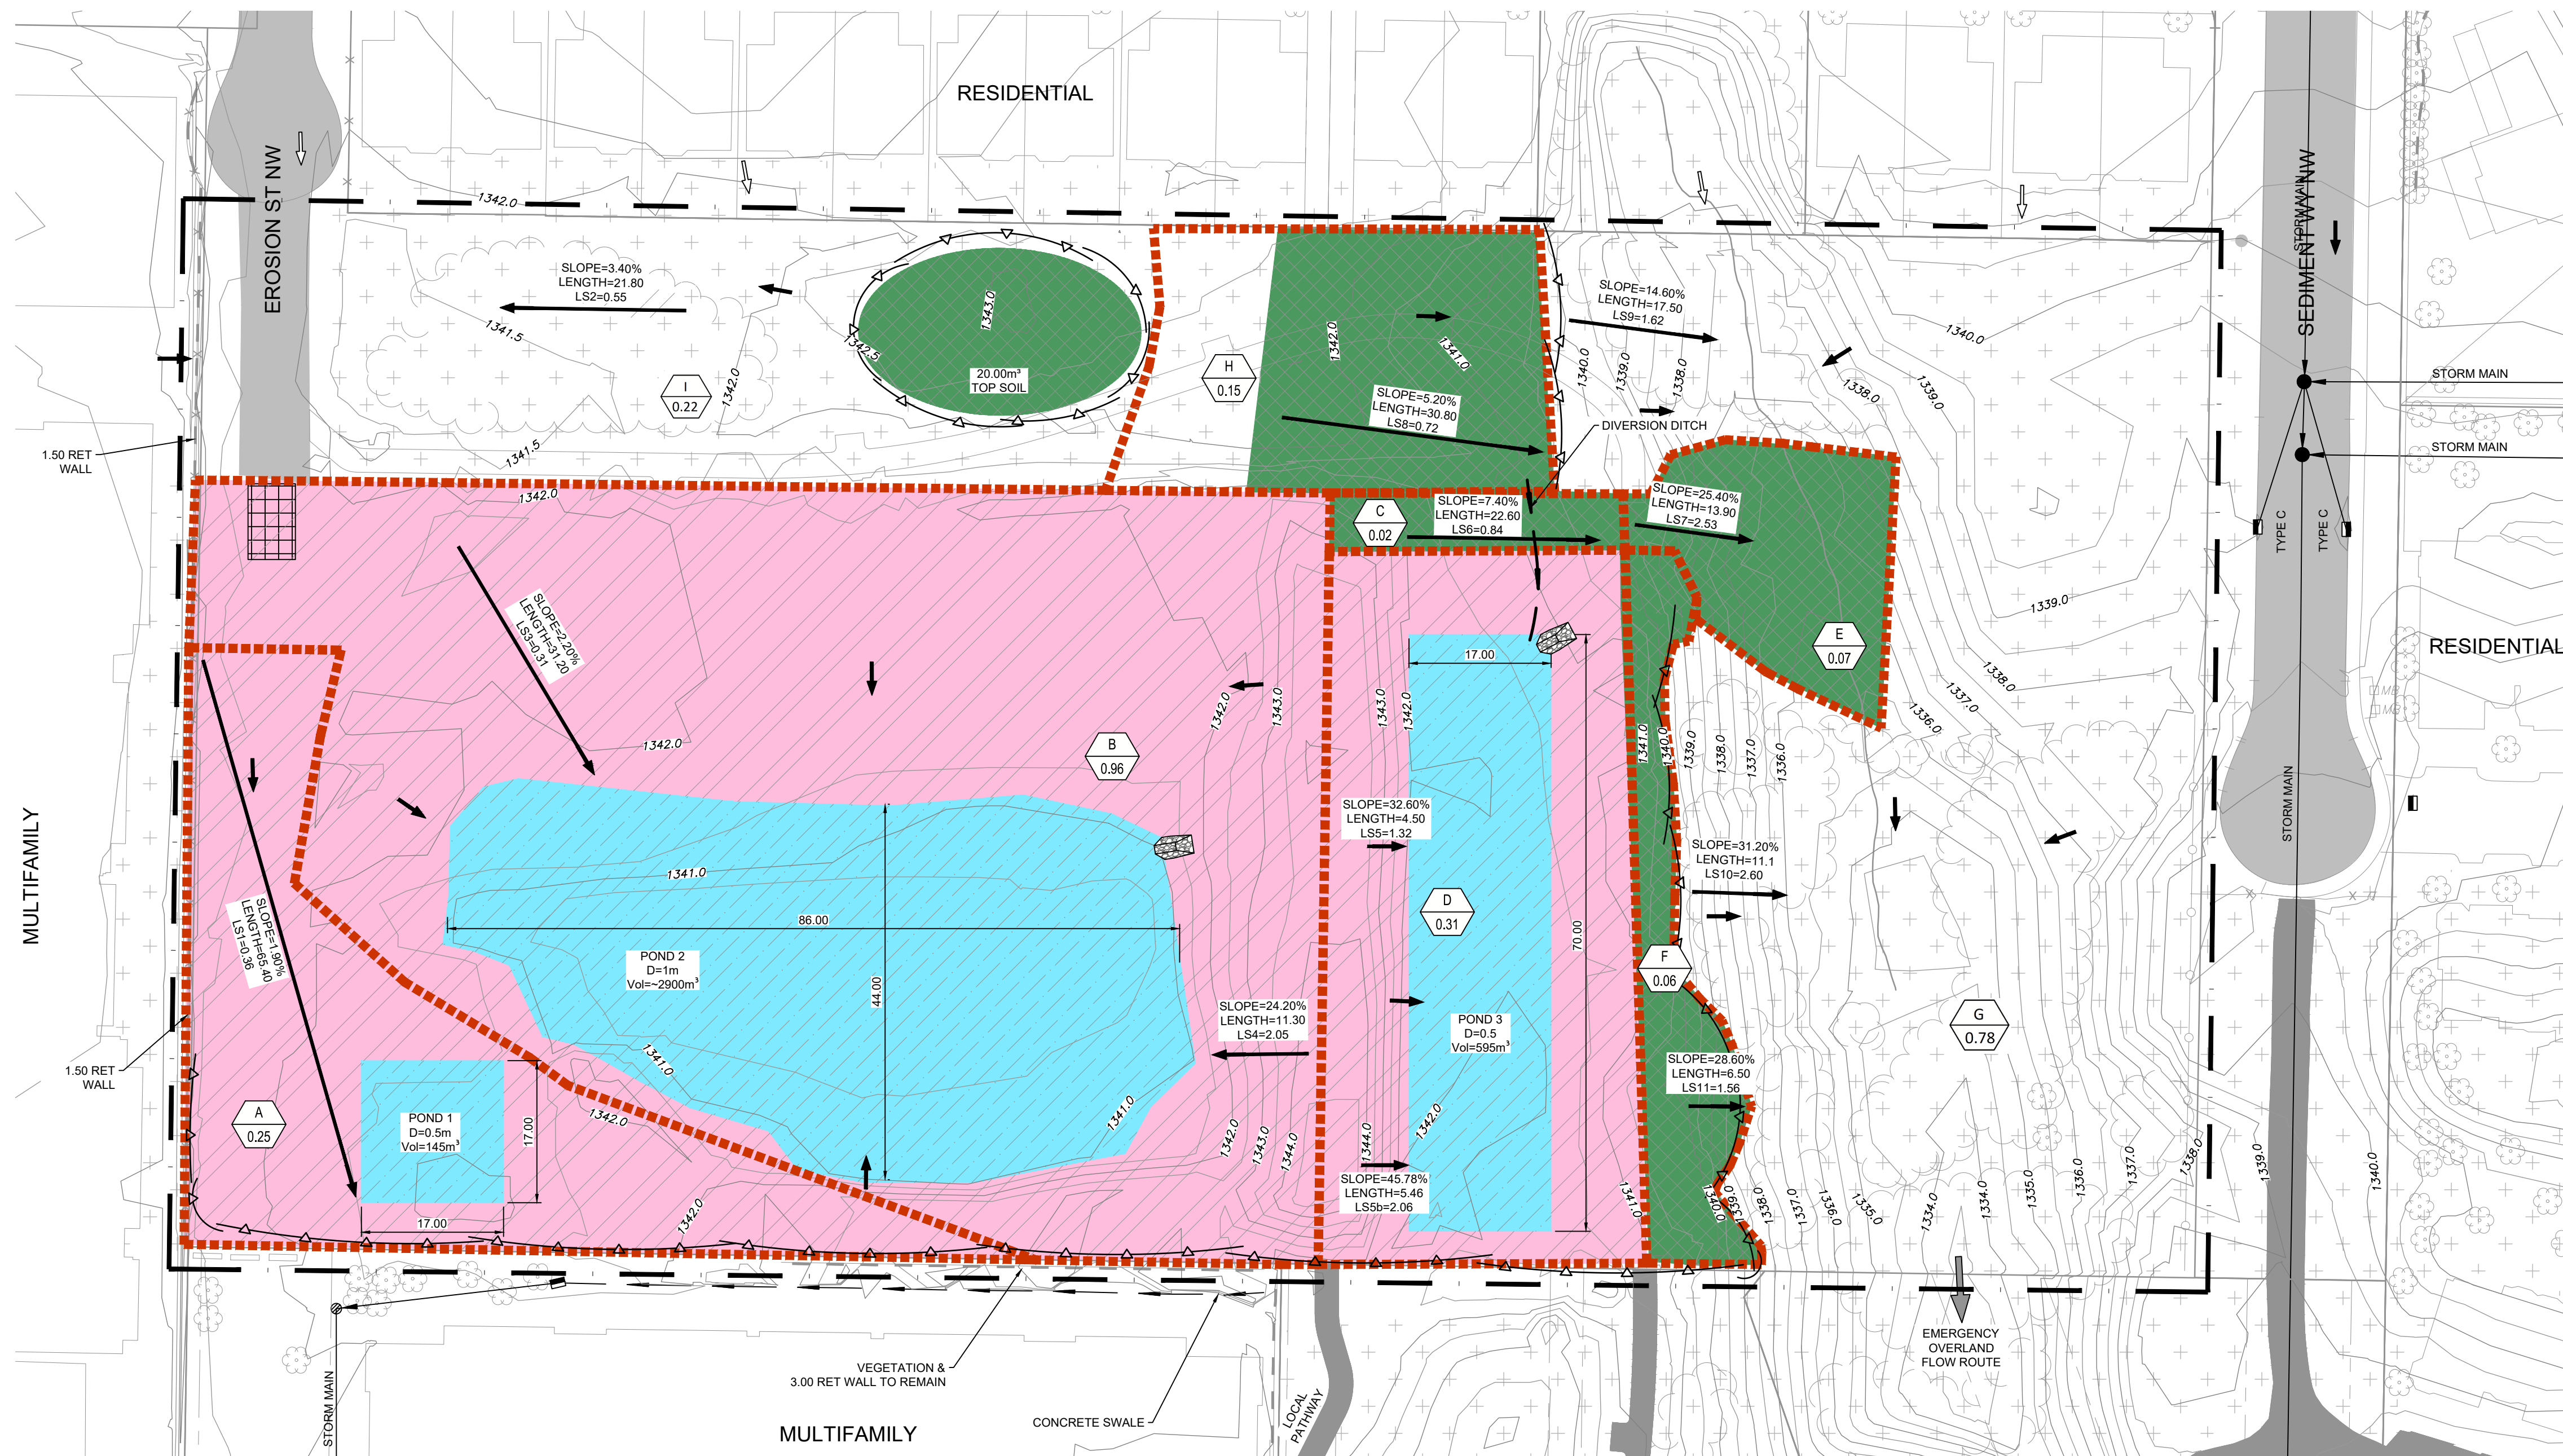 RESIDENTIAL
EROSION ST NW
SEDIMENT WY NW
STORM MAIN
1342.0
SLOPE=3.40%
LENGTH=21.80
LS2=0.55
1341.5
1342.0
I
0.22
1343.0
1342.5
20.00m³
TOP SOIL
H
0.15
1342.0
1341.0
SLOPE=5.20%
LENGTH=30.80
LS8=0.72
SLOPE=14.60%
LENGTH=17.50
LS9=1.62
1340.0
1339.0
1338.0
1338.0
1339.0
1340.0
STORM MAIN
STORM MAIN
DIVERSION DITCH
1.50 RET
WALL
1341.5
1342.0
C
0.02
SLOPE=7.40%
LENGTH=22.60
LS6=0.84
SLOPE=25.40%
LENGTH=13.90
LS7=2.53
TYPE C
TYPE C
SLOPE=2.20%
LENGTH=31.20
LS3=0.31
1339.0
E
0.07
RESIDENTIAL
17.00
1338.0
1337.0
1336.0
MB
MB
1342.0
1343.0
1343.0
1342.0
1342.0
B
0.96
1341.0
1340.0
1339.0
1338.0
1337.0
1336.0
STORM MAIN
MULTIFAMILY
SLOPE=32.60%
LENGTH=4.50
LS5=1.32
SLOPE=31.20%
LENGTH=11.1
LS10=2.60
1341.0
86.00
44.00
D
0.31
70.00
SLOPE=1.90%
LENGTH=65.40
LS1=0.36
POND 2
D=1m
Vol=~2900m³
F
0.06
SLOPE=24.20%
LENGTH=11.30
LS4=2.05
POND 3
D=0.5
Vol=595m³
G
0.78
1.50 RET
WALL
1341.0
SLOPE=28.60%
LENGTH=6.50
LS11=1.56
A
0.25
POND 1
D=0.5m
Vol=145m³
17.00
1342.0
1341.0
1342.0
1343.0
1344.0
1344.0
1342.0
SLOPE=45.78%
LENGTH=5.46
LS5b=2.06
17.00
1342.0
1341.0
1340.0
1339.0
1338.0
1337.0
1336.0
1335.0
1334.0
1334.0
1335.0
1336.0
1337.0
1338.0
1339.0
1340.0
EMERGENCY
OVERLAND
FLOW ROUTE
VEGETATION &
3.00 RET WALL TO REMAIN
STORM MAIN
CONCRETE SWALE
LOCAL
PATHWAY
MULTIFAMILY